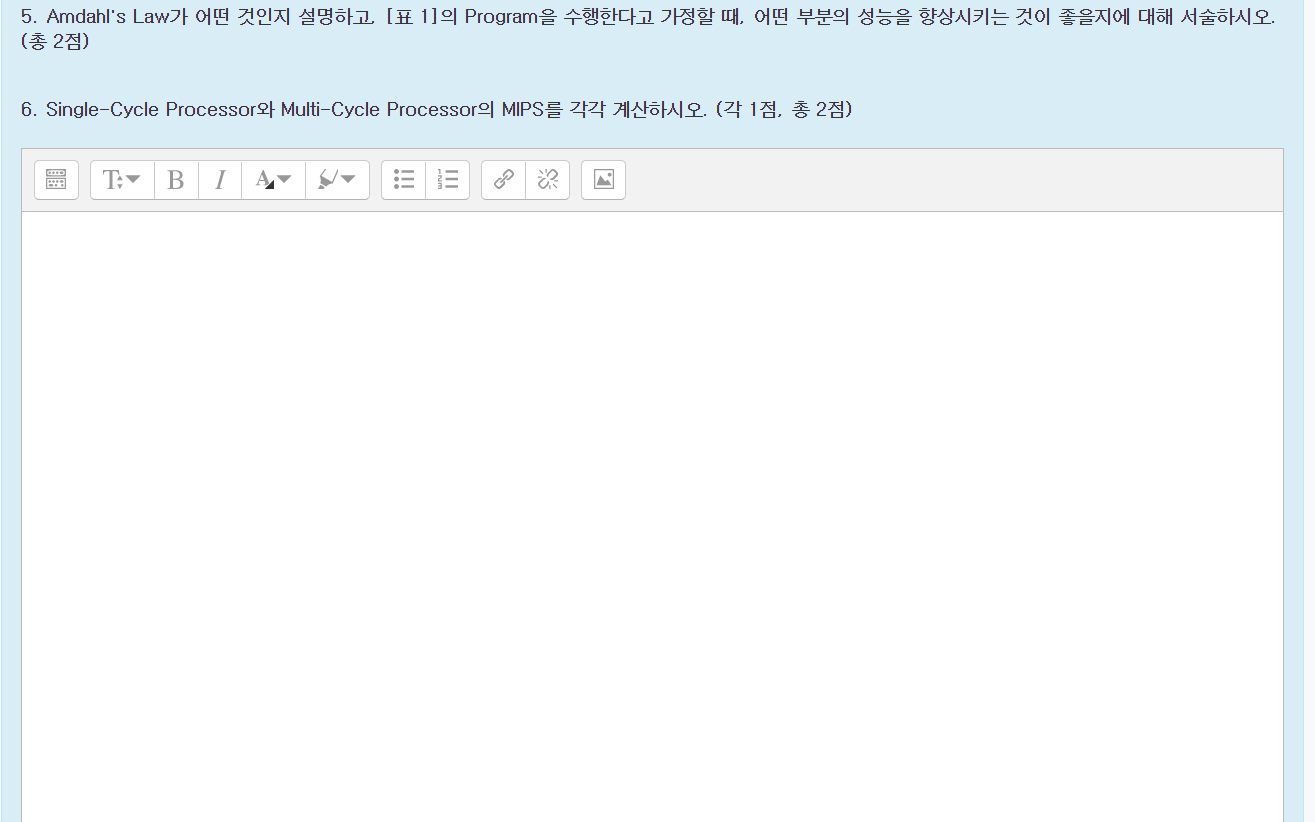 5. Amdahl's Law가 어떤 것인지 설명하고, [표 1]의 Program을 수행한다고 가정할 때, 어떤 부분의 성능을 향상시키는 것이 좋을지에 대해 서술하시오.
(총 2점)
6. Single-Cycle Processor와 Multi-Cycle Processor의 MIPS를 각각 계산하시오. (각 1점, 총 2점)